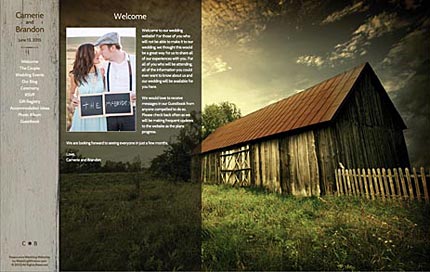 Camerie
and
Brandon
June 13, 2015
Welcome
The Couple
Wedding Events
Our Blog
Ceremony
RSVP
Gift Registry
Accommodation Ideas
Photo Album
Guestbook
C B
Welcome
THE
Welcome to our wedding
website! For those of you who
will not be able to make it to our
wedding, we thought this would
be a great way for us to share all
of our experiences with you. For
all of you who will be attending,
all of the information you could
ever want to know about us and
our wedding will be available for
you here.
We would love to receive
messages in our Guestbook from
anyone compelled to do so.
Please check back often as we
will be making frequent updates
to the website as the plans
progress.
We are looking forward to seeing everyone in just a few months.
Love,
Camerie and Brandon